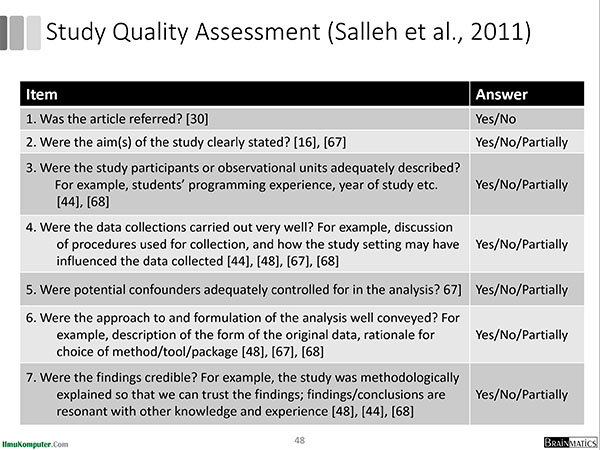 Study Quality Assessment (Salleh et al., 2011)
Item Answer
1. Was the article referred? [30] Yes/No
2. Were the aim(s) of the study clearly stated? [16], [67] Yes/No/Partially
3. Were the study participants or observational units adequately described?
For example, students’ programming experience, year of study etc. Yes/No/Partially
[44], [68]
4. Were the data collections carried out very well? For example, discussion
of procedures used for collection, and how the study setting may have Yes/No/Partially
influenced the data collected [44], [48], [67], [68]
5. Were potential confounders adequately controlled for in the analysis? 67] Yes/No/Partially
6. Were the approach to and formulation of the analysis well conveyed? For
example, description of the form of the original data, rationale for Yes/No/Partially
choice of method/tool/package [48], [67], [68]
7. Were the findings credible? For example, the study was methodologically
explained so that we can trust the findings; findings/conclusions are Yes/No/Partially
resonant with other knowledge and experience [48], [44], [68]
IlmuKomputer.Com 48 BRAINMATICS